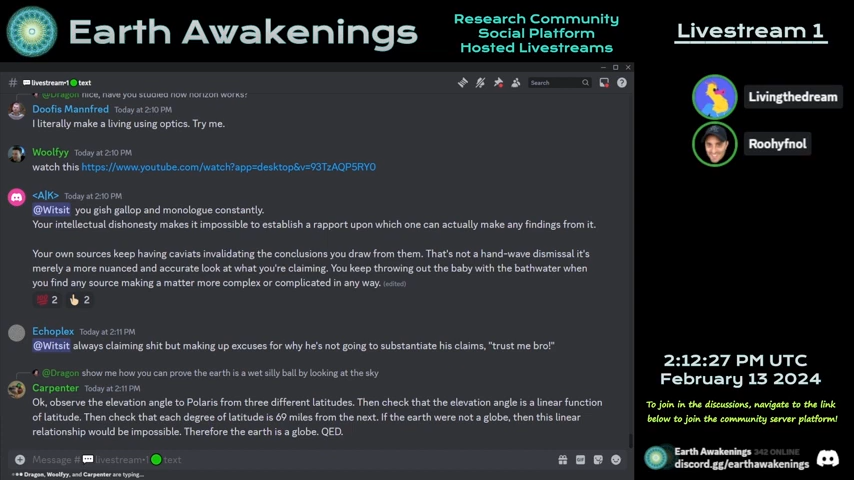 Earth Awakenings
Research Community
Social Platform
Hosted Livestreams
Livestream 1
# livestream-1 text
Search
@Dragon nice, have you studied how horizon works?
Doofis Mannfred Today at 2:10 PM
I literally make a living using optics. Try me.
Woolfyy Today at 2:10 PM
watch this https://www.youtube.com/watch?app=desktop&v=93TzAQP5RY0
<A|K> Today at 2:10 PM
@Witsit you gish gallop and monologue constantly.
Your intellectual dishonesty makes it impossible to establish a rapport upon which one can actually make any findings from it.
Your own sources keep having caviats invalidating the conclusions you draw from them. That's not a hand-wave dismissal it's
merely a more nuanced and accurate look at what you're claiming. You keep throwing out the baby with the bathwater when
you find any source making a matter more complex or complicated in any way. (edited)
2 2
Echoplex Today at 2:11 PM
@Witsit always claiming shit but making up excuses for why he's not going to substantiate his claims, "trust me bro!"
@Dragon show me how you can prove the earth is a wet silly ball by looking at the sky
Carpenter Today at 2:11 PM
Ok, observe the elevation angle to Polaris from three different latitudes. Then check that the elevation angle is a linear function
of latitude. Then check that each degree of latitude is 69 miles from the next. If the earth were not a globe, then this linear
relationship would be impossible. Therefore the earth is a globe. QED.
Message # livestream-1 text
GIF
Dragon, Woolfyy, and Carpenter are typing...
Livingthedream
Roohyfnol
2:12:27 PM UTC
February 13 2024
To join in the discussions, navigate to the link
below to join the community server platform!
Earth Awakenings 342 ONLINE
discord.gg/earthawakenings